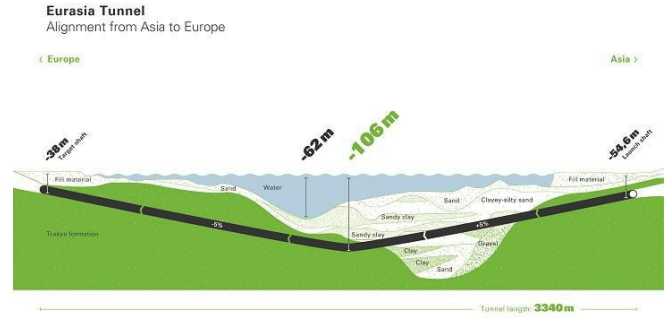 Eurasia Tunnel
Alignment from Asia to Europe
‹ Europe
Asia ›
-38m
Target shaft
-62m
-106m
-54,6m
Launch shaft
Fill material
Fill material
Sand
Water
Sand
Clayey-silty sand
Sandy clay
-5%
+5%
Trakya formation
Sandy clay
Gravel
Clay
Clay
Sand
Tunnel length: 3340m